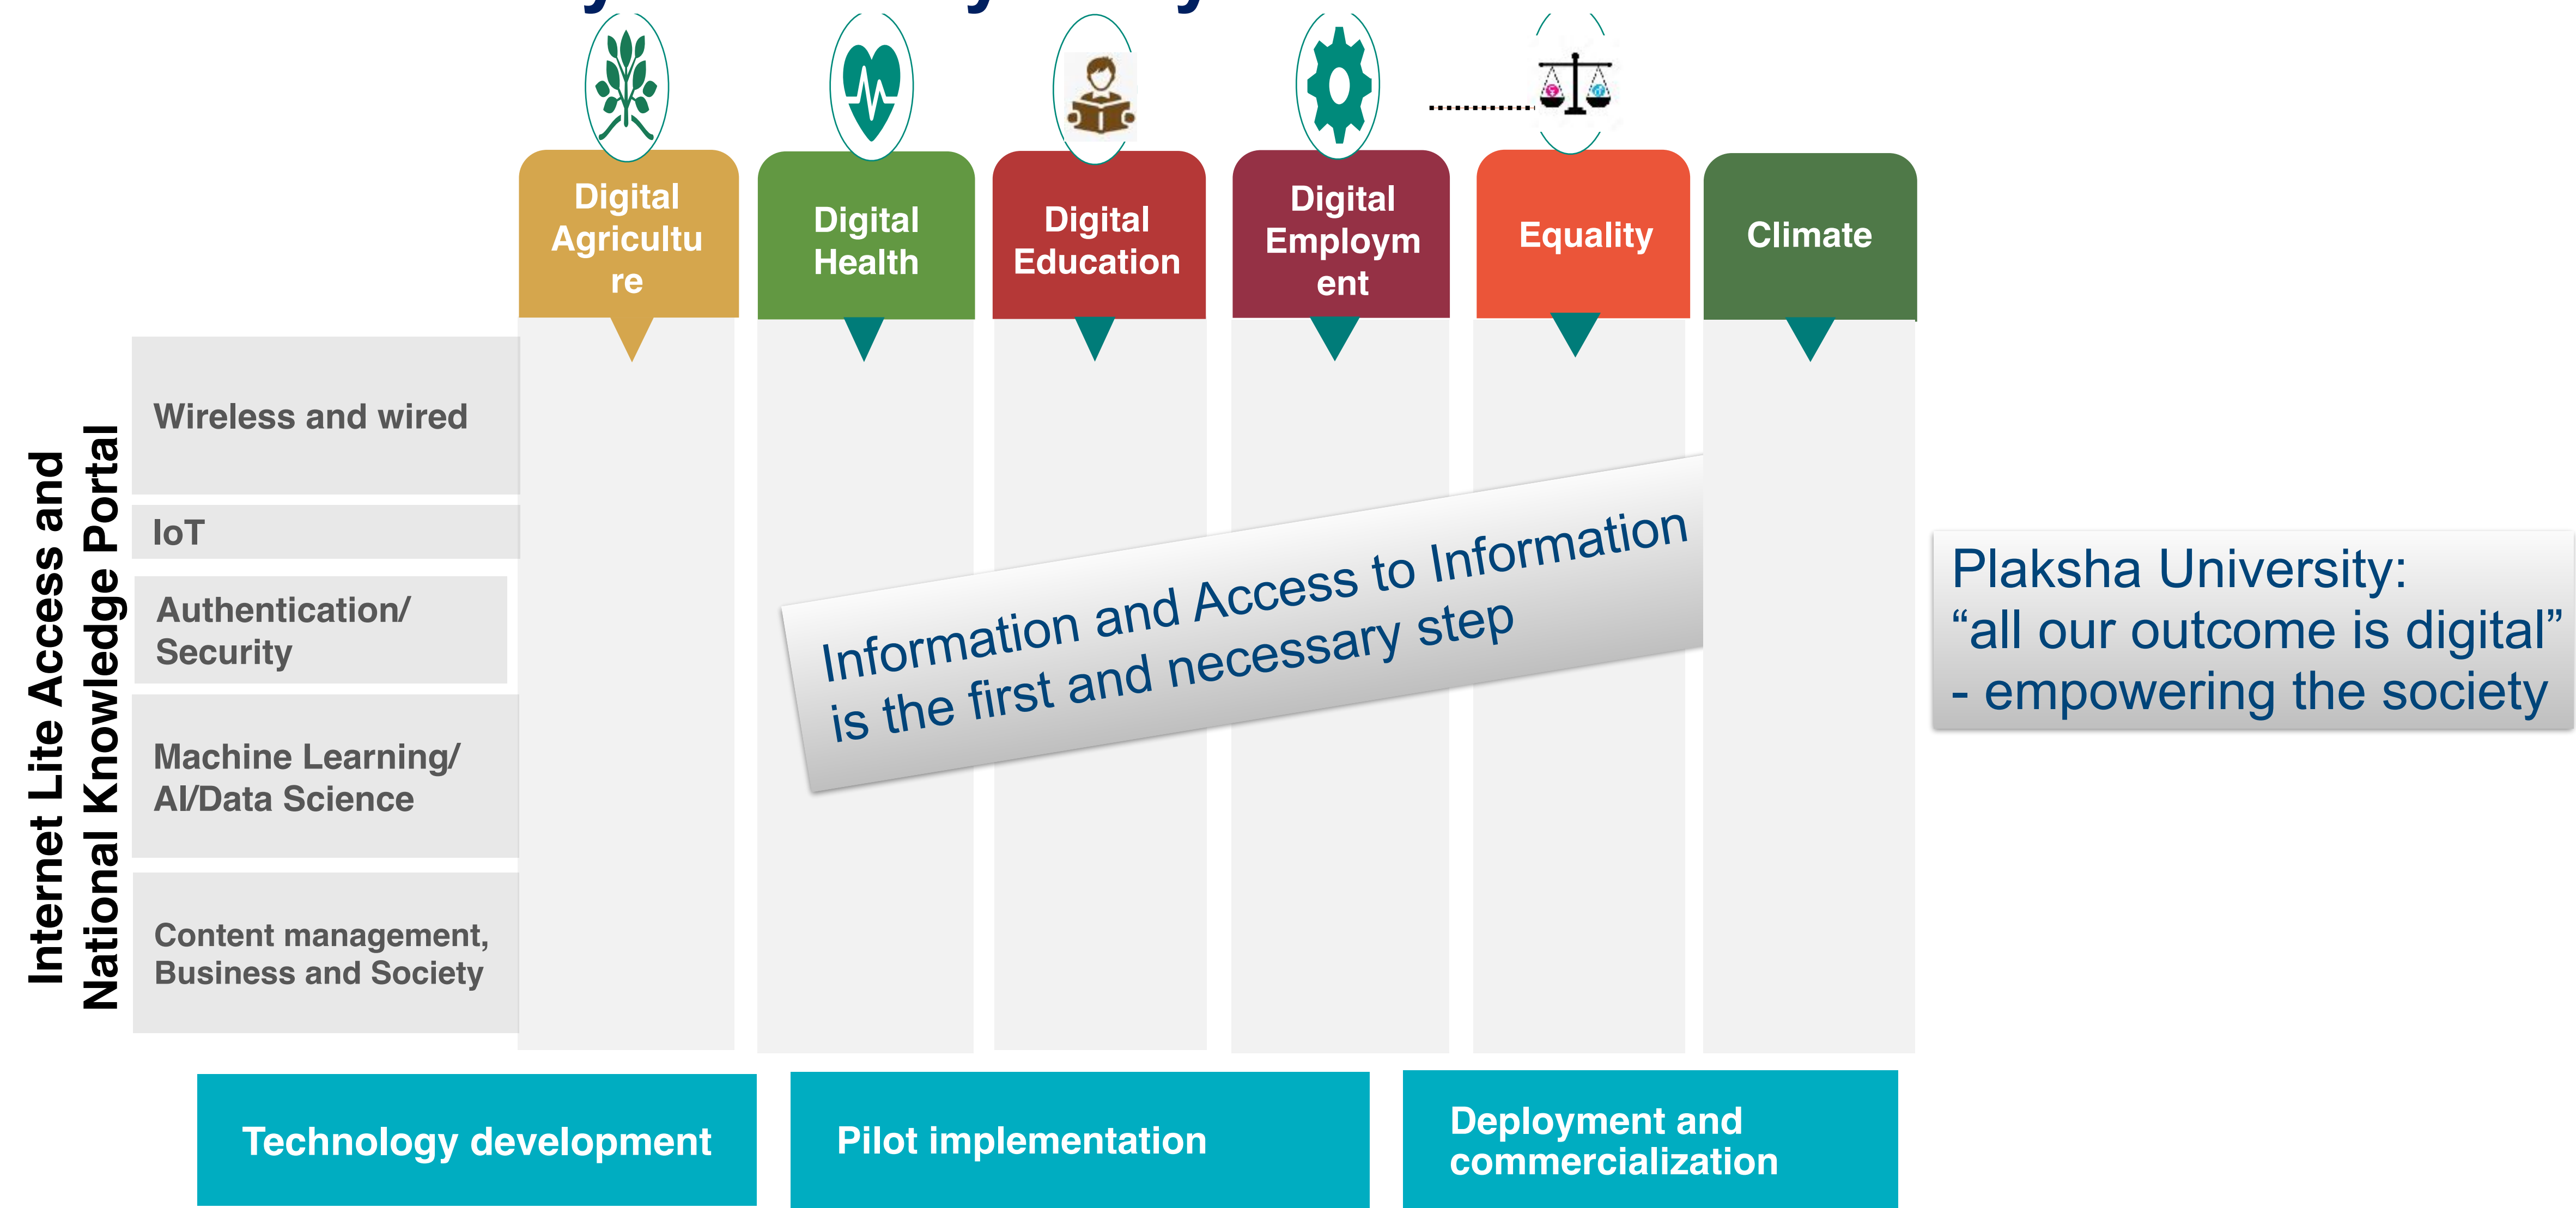 Digital
Agricultu
re
Digital
Health
Digital
Education
Digital
Employm
ent
Equality
Climate
Internet Lite Access and
National Knowledge Portal
Wireless and wired
IoT
Authentication/
Security
Machine Learning/
AI/Data Science
Content management,
Business and Society
Information and Access to Information
is the first and necessary step
Plaksha University:
“all our outcome is digital”
- empowering the society
Technology development
Pilot implementation
Deployment and
commercialization